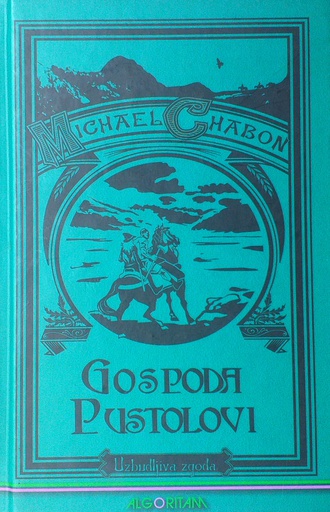 MICHAEL CHABON
GOSPODA
PUSTOLOVI
Uzbudljiva zgoda
ALGORITAM